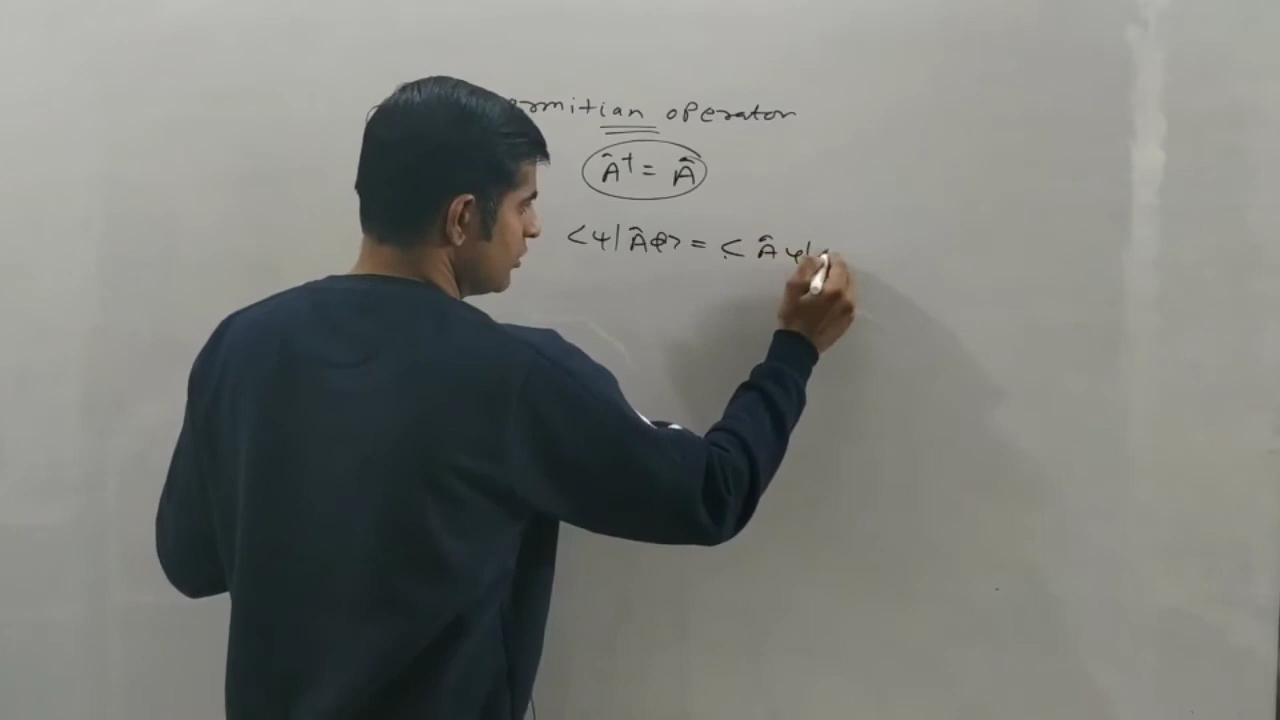 ermitian operator
Â† = Â
<ψ|Âφ> = <Âψ|